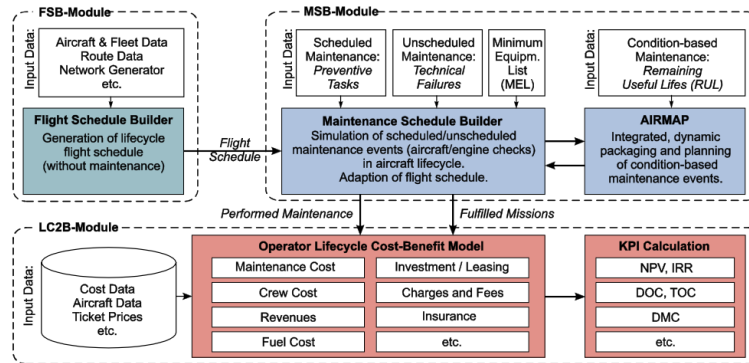 FSB-Module
Input Data:
Aircraft & Fleet Data
Route Data
Network Generator
etc.
Flight Schedule Builder
Generation of lifecycle
flight schedule
(without maintenance)
Flight
Schedule
MSB-Module
Input Data:
Scheduled
Maintenance:
Preventive
Tasks
Unscheduled
Maintenance:
Technical
Failures
Minimum
Equipm.
List
(MEL)
Input Data:
Condition-based
Maintenance:
Remaining
Useful Lifes (RUL)
Maintenance Schedule Builder
Simulation of scheduled/unscheduled
maintenance events (aircraft/engine checks)
in aircraft lifecycle.
Adaption of flight schedule.
AIRMAP
Integrated, dynamic
packaging and planning
of condition-based
maintenance events.
Performed Maintenance
Fulfilled Missions
LC2B-Module
Input Data:
Cost Data
Aircraft Data
Ticket Prices
etc.
Operator Lifecycle Cost-Benefit Model
Maintenance Cost
Crew Cost
Revenues
Fuel Cost
Investment / Leasing
Charges and Fees
Insurance
etc.
KPI Calculation
NPV, IRR
DOC, TOC
DMC
etc.